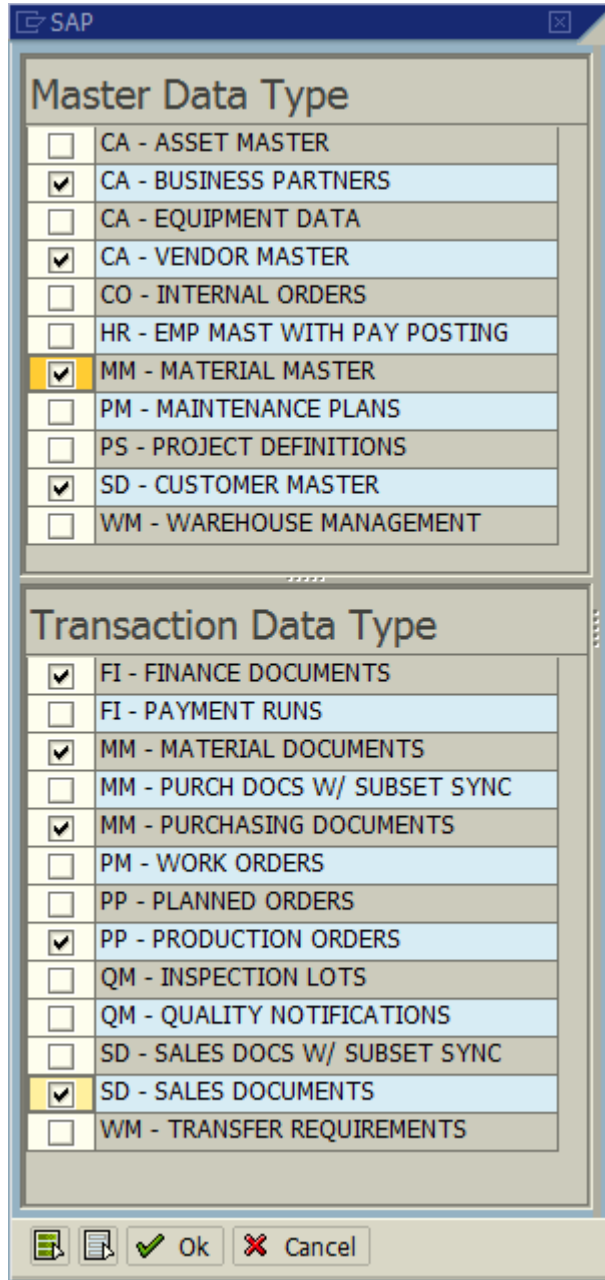 SAP
Master Data Type
CA - ASSET MASTER
CA - BUSINESS PARTNERS
CA - EQUIPMENT DATA
CA - VENDOR MASTER
CO - INTERNAL ORDERS
HR - EMP MAST WITH PAY POSTING
MM - MATERIAL MASTER
PM - MAINTENANCE PLANS
PS - PROJECT DEFINITIONS
SD - CUSTOMER MASTER
WM - WAREHOUSE MANAGEMENT
Transaction Data Type
FI - FINANCE DOCUMENTS
FI - PAYMENT RUNS
MM - MATERIAL DOCUMENTS
MM - PURCH DOCS W/ SUBSET SYNC
MM - PURCHASING DOCUMENTS
PM - WORK ORDERS
PP - PLANNED ORDERS
PP - PRODUCTION ORDERS
QM - INSPECTION LOTS
QM - QUALITY NOTIFICATIONS
SD - SALES DOCS W/ SUBSET SYNC
SD - SALES DOCUMENTS
WM - TRANSFER REQUIREMENTS
Ok Cancel